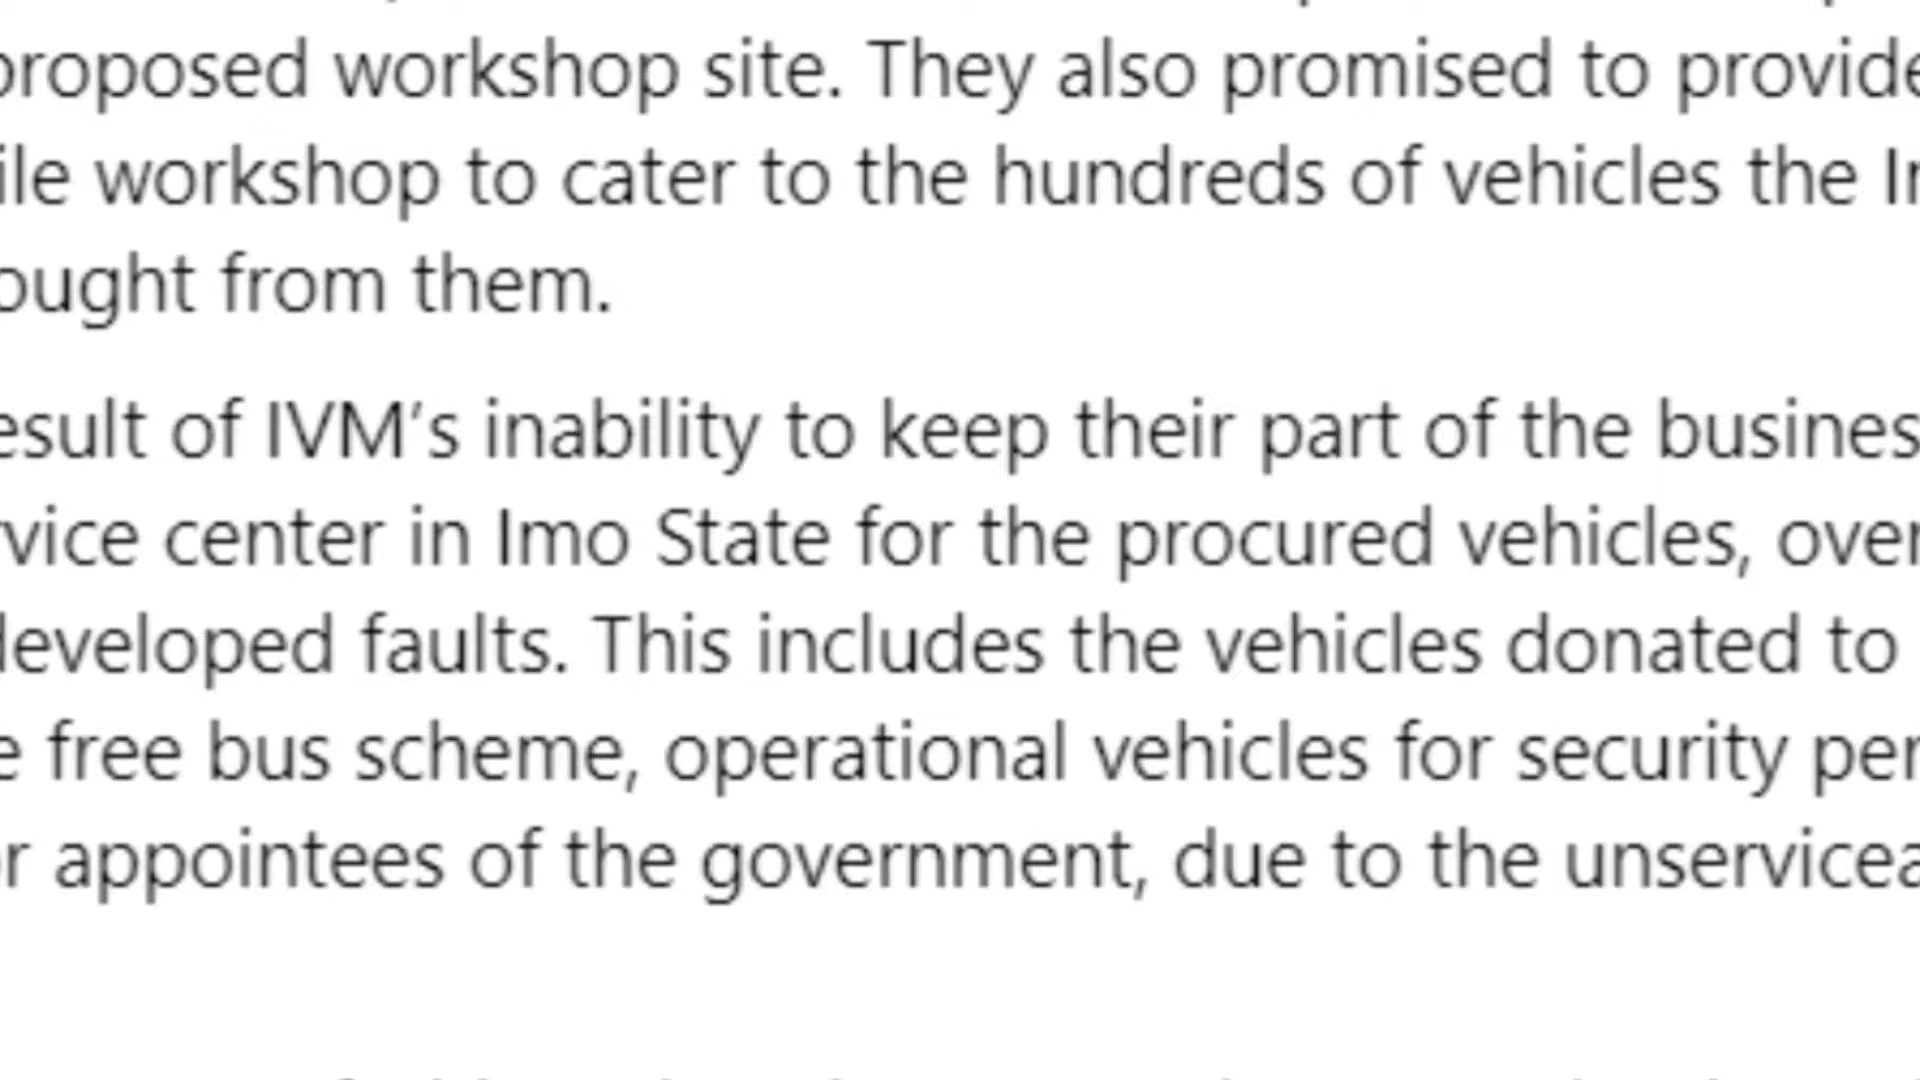 proposed workshop site. They also promised to provide
ile workshop to cater to the hundreds of vehicles the
ought from them.
esult of IVM's inability to keep their part of the busines
vice center in Imo State for the procured vehicles, over
developed faults. This includes the vehicles donated to
e free bus scheme, operational vehicles for security per
r appointees of the government, due to the unservicea